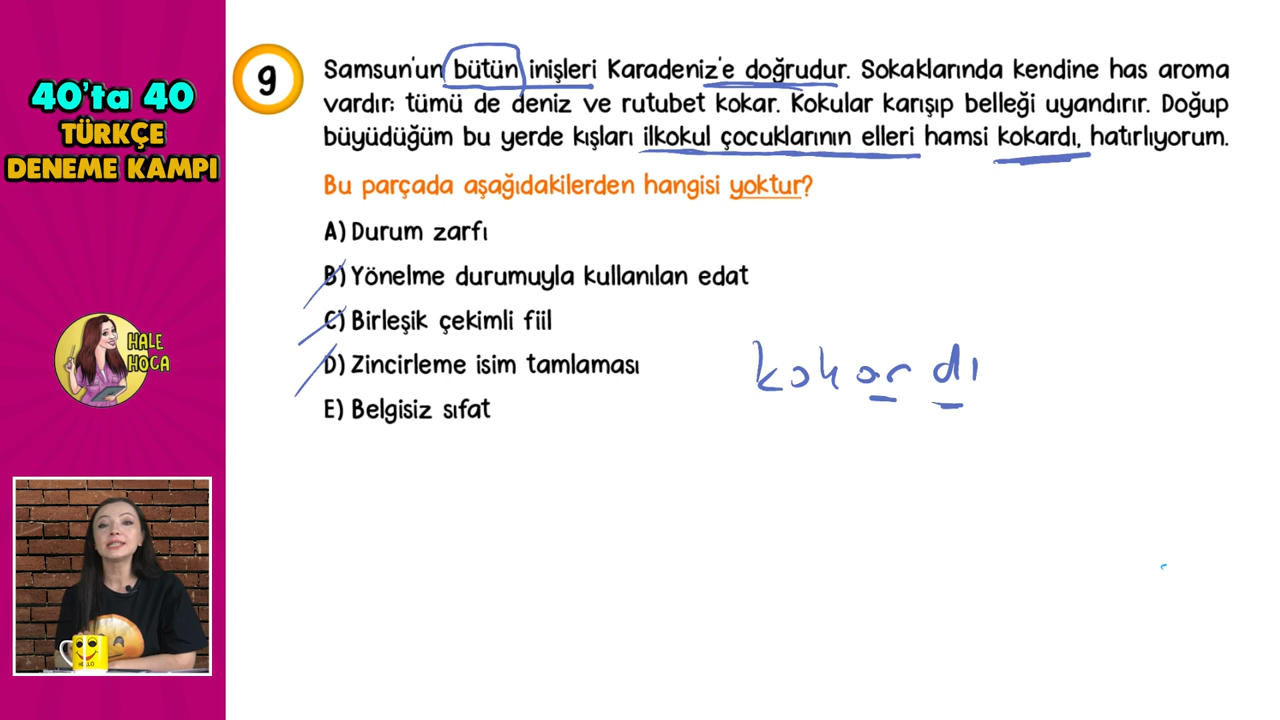 40'ta 40
TÜRKÇE
DENEME KAMPI
HALE
HOCA
HELLO
9
Samsun'un bütün inişleri Karadeniz'e doğrudur. Sokaklarında kendine has aroma
vardır; tümü de deniz ve rutubet kokar. Kokular karışıp belleği uyandırır. Doğup
büyüdüğüm bu yerde kışları ilkokul çocuklarının elleri hamsi kokardı, hatırlıyorum.
Bu parçada aşağıdakilerden hangisi yoktur?
A) Durum zarfı
B) Yönelme durumuyla kullanılan edat
C) Birleşik çekimli fiil
D) Zincirleme isim tamlaması
E) Belgisiz sıfat
kokardı